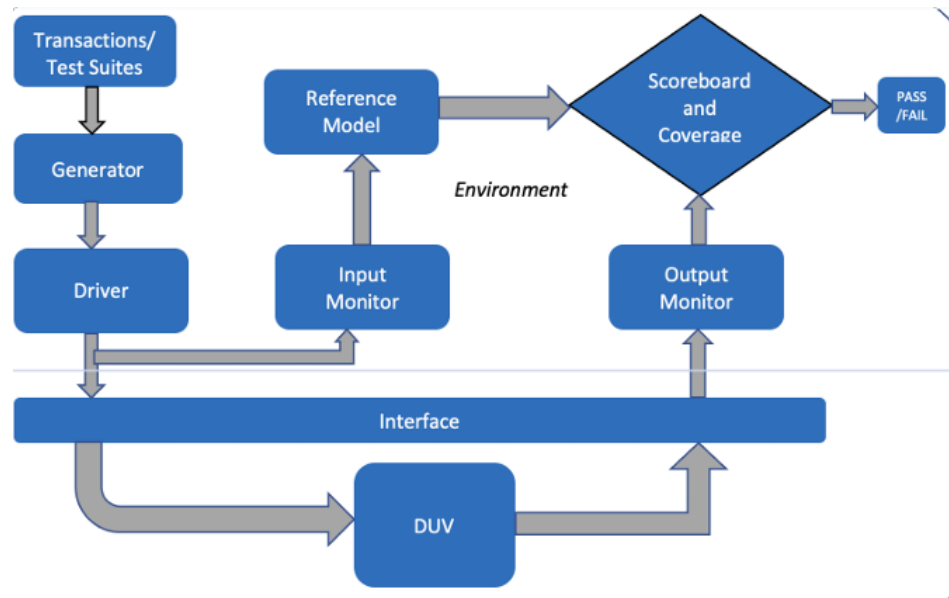 Transactions/
Test Suites
Generator
Driver
Reference
Model
Input
Monitor
Environment
Scoreboard
and
Coverage
PASS
/FAIL
Output
Monitor
Interface
DUV